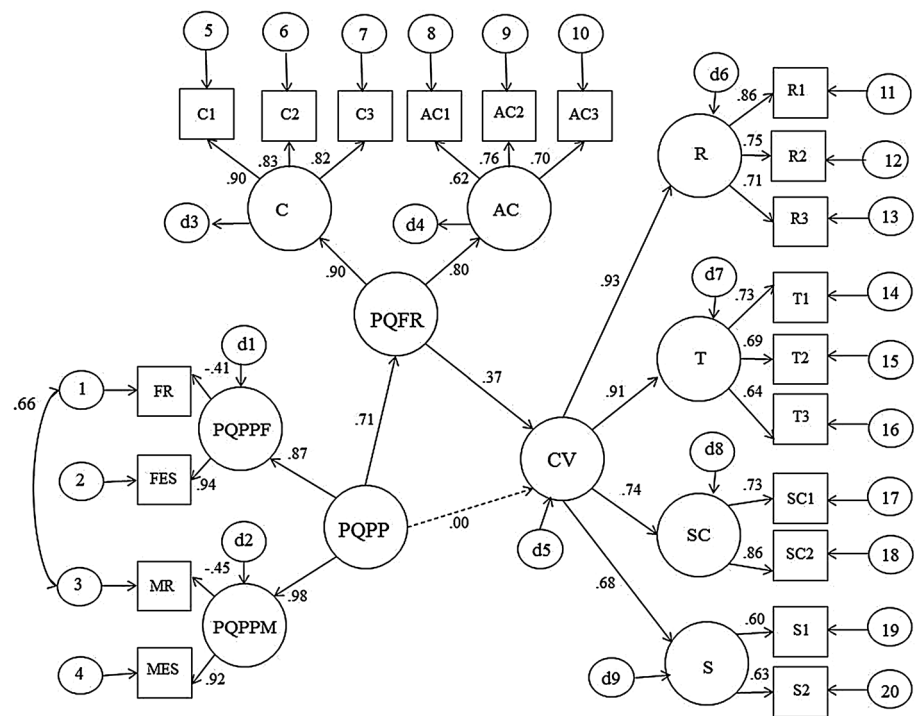 5 6 7 8 9 10
C1 C2 C3 AC1 AC2 AC3
.90 .83 .82 .62 .76 .70
d3 C d4 AC
.90 .80
PQFR
d6
R
.86 R1 11
.75 R2 12
.71 R3 13
.93
d7
T
.73 T1 14
.69 T2 15
.64 T3 16
.91
.37
.71
.66
1 FR -.41 d1
PQPPF
2 FES .94
.87
PQPP
.00
CV
d5
d2
3 MR -.45
.98
PQPPM
4 MES .92
.74
d8
SC
.73 SC1 17
.86 SC2 18
.68
d9 S
.60 S1 19
.63 S2 20